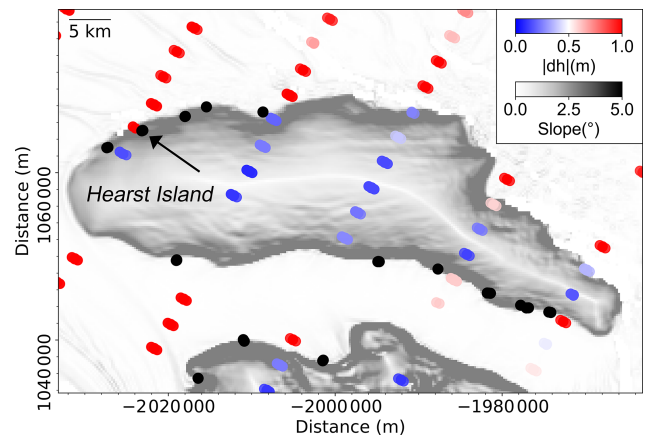 5 km
0.0 0.5 1.0
|dh|(m)
0.0 2.5 5.0
Slope(°)
Hearst Island
Distance (m)
1060000
1040000
−2020000 −2000000 −1980000
Distance (m)